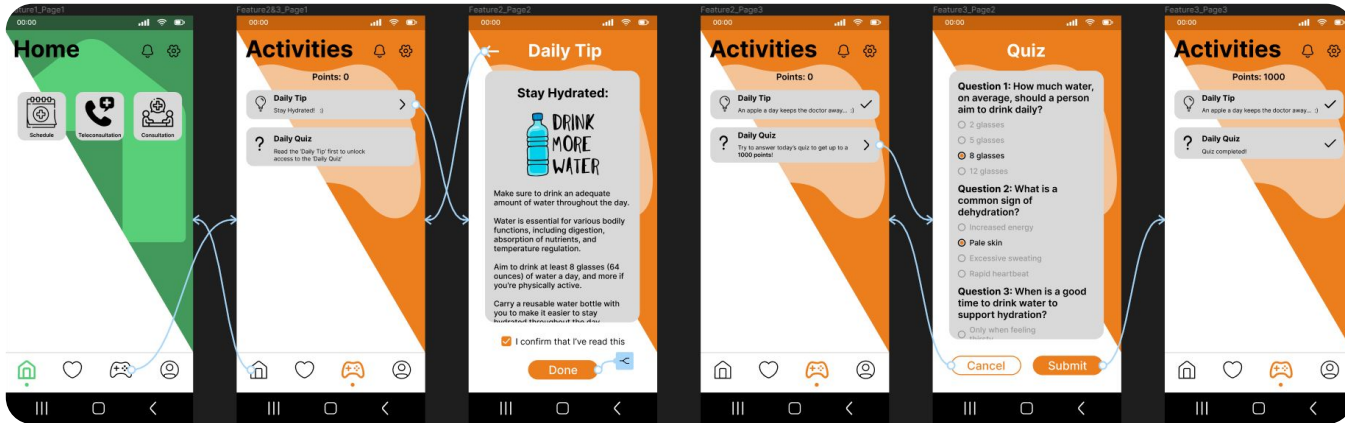 ature1_Page1
00:00
Home
Schedule
Teleconsultation
Consultation
Feature2&3_Page1
00:00
Activities
Points: 0
Daily Tip
Stay Hydrated! :)
Daily Quiz
Read the 'Daily Tip' first to unlock
access to the 'Daily Quiz'
Feature2_Page2
00:00
Daily Tip
Stay Hydrated:
DRINK
MORE
WATER
Make sure to drink an adequate
amount of water throughout the day.
Water is essential for various bodily
functions, including digestion,
absorption of nutrients, and
temperature regulation.
Aim to drink at least 8 glasses (64
ounces) of water a day, and more if
you're physically active.
Carry a reusable water bottle with
you to make it easier to stay
hydrated throughout the day
I confirm that I've read this
Done
Feature2_Page3
00:00
Activities
Points: 0
Daily Tip
An apple a day keeps the doctor away... :)
Daily Quiz
Try to answer today's quiz to get up to a
1000 points!
Feature3_Page2
00:00
Quiz
Question 1: How much water,
on average, should a person
aim to drink daily?
2 glasses
5 glasses
8 glasses
12 glasses
Question 2: What is a
common sign of
dehydration?
Increased energy
Pale skin
Excessive sweating
Rapid heartbeat
Question 3: When is a good
time to drink water to
support hydration?
Only when feeling
thirsty
Cancel
Submit
Feature3_Page3
00:00
Activities
Points: 1000
Daily Tip
An apple a day keeps the doctor away... :)
Daily Quiz
Quiz completed!